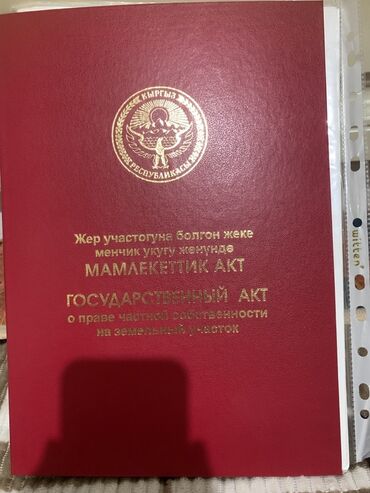 КЫРГЫЗ
РЕСПУБЛИКАСЫ
Жер участогуна болгон жеке
менчик укугу жөнүндө
МАМЛЕКЕТТИК АКТ
ГОСУДАРСТВЕННЫЙ АКТ
о праве частной собственности
на земельный участок
witten